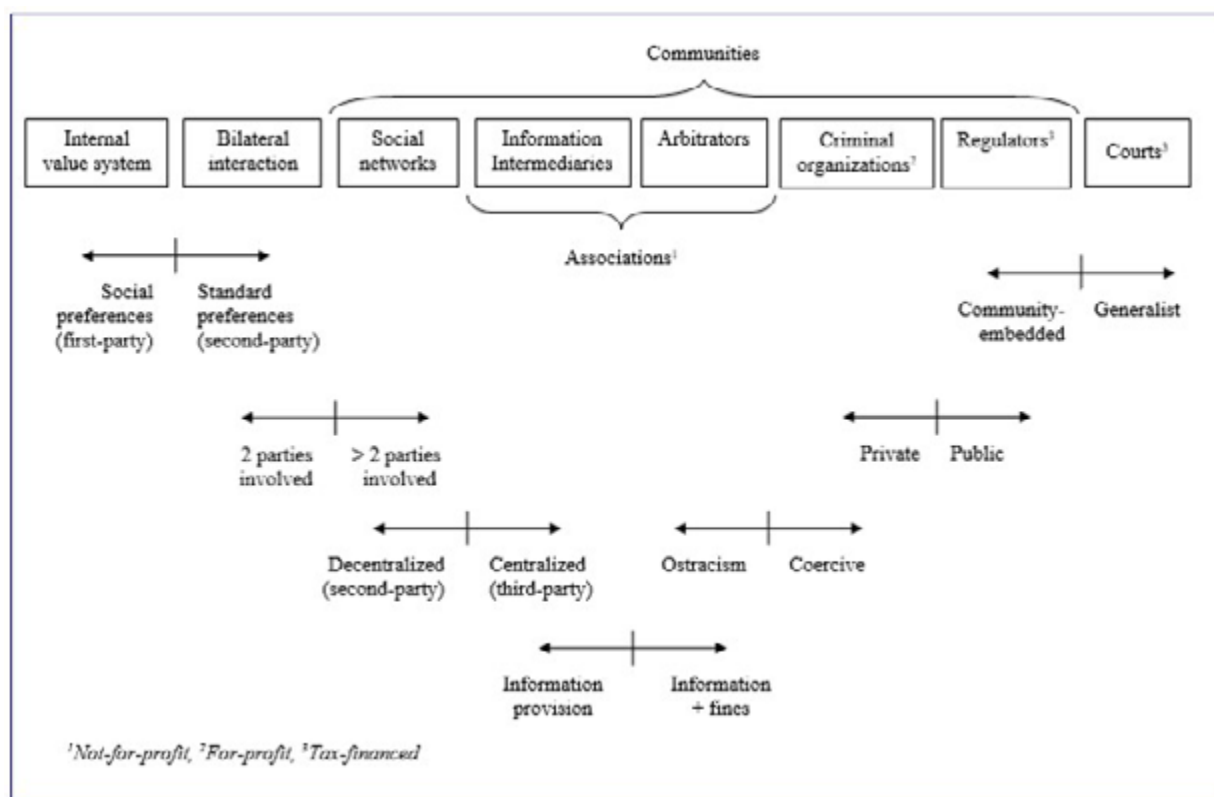 Communities
Internal
value system
Bilateral
interaction
Social
networks
Information
Intermediaries
Arbitrators
Criminal
organizations²
Regulators³
Courts³
Associations¹
Social
preferences
(first-party)
Standard
preferences
(second-party)
Community-
embedded
Generalist
2 parties
involved
> 2 parties
involved
Private
Public
Decentralized
(second-party)
Centralized
(third-party)
Ostracism
Coercive
Information
provision
Information
+ fines
¹Not-for-profit, ²For-profit, ³Tax-financed